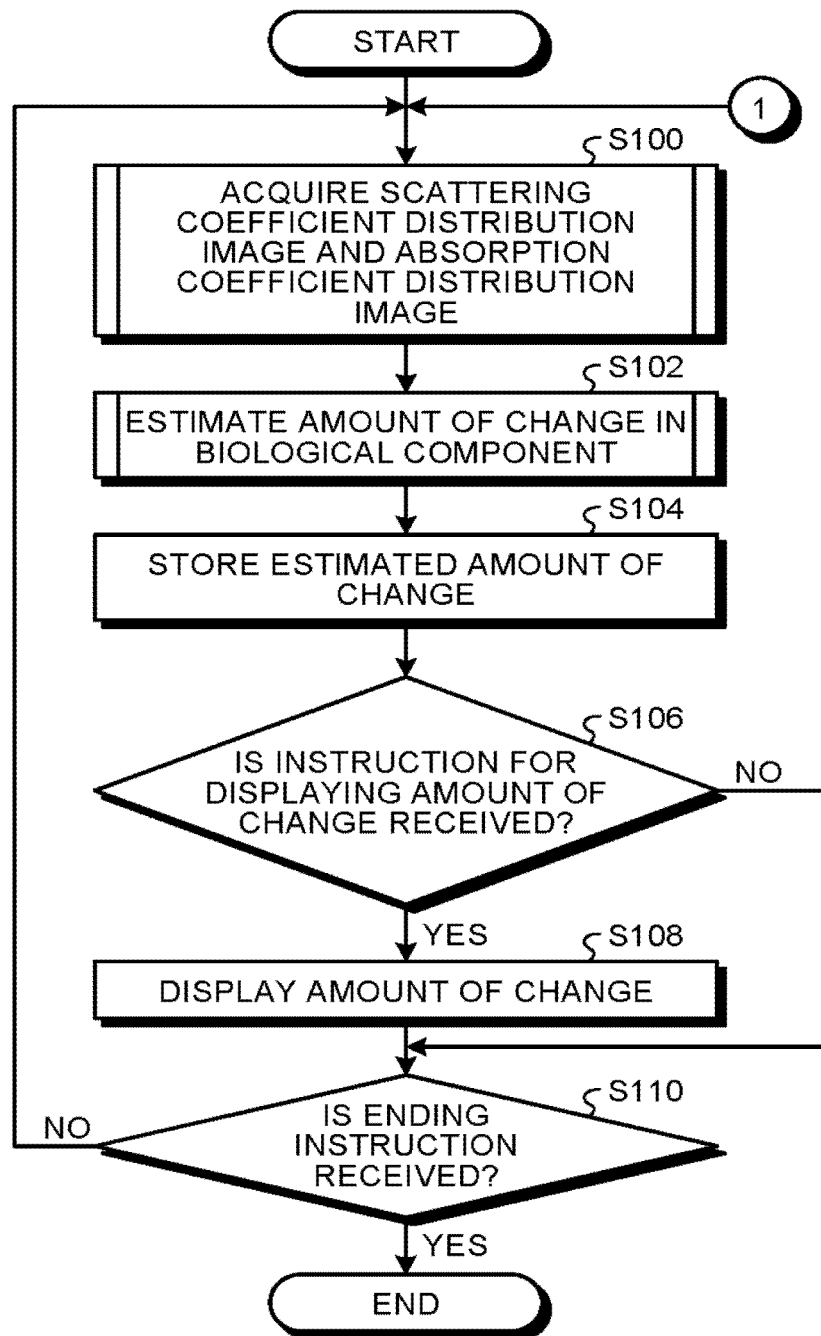 START
1
S100
ACQUIRE SCATTERING
COEFFICIENT DISTRIBUTION
IMAGE AND ABSORPTION
COEFFICIENT DISTRIBUTION
IMAGE
S102
ESTIMATE AMOUNT OF CHANGE IN
BIOLOGICAL COMPONENT
S104
STORE ESTIMATED AMOUNT OF
CHANGE
S106
IS INSTRUCTION FOR
DISPLAYING AMOUNT OF
CHANGE RECEIVED?
NO
YES
S108
DISPLAY AMOUNT OF CHANGE
S110
IS ENDING
INSTRUCTION
RECEIVED?
NO
YES
END